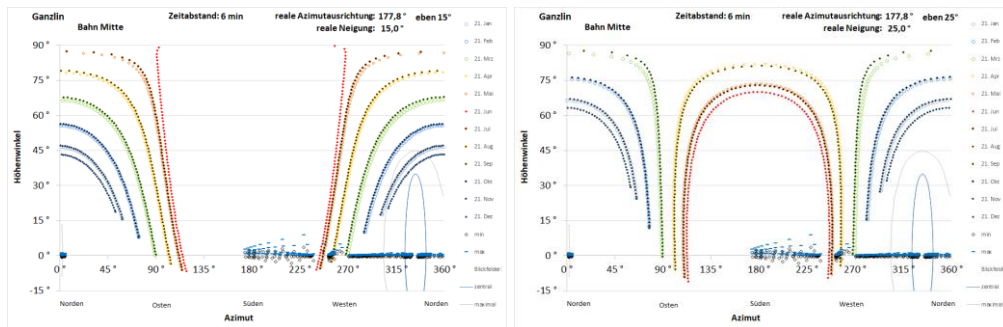 Ganzlin Zeitabstand: 6 min reale Azimutausrichtung: 177,8 ° eben 15°
Bahn Mitte reale Neigung: 15,0 °
90 °
75 °
60 °
45 °
30 °
15 °
0 °
-15 °
Höhenwinkel
0 ° 45 ° 90 ° 135 ° 180 ° 225 ° 270 ° 315 ° 360 °
Norden Osten Süden Westen Norden
Azimut
21. Jan
21. Feb
21. Mrz
21. Apr
21. Mai
21. Jun
21. Jul
21. Aug
21. Sep
21. Okt
21. Nov
21. Dez
min
max
Blickfelder
zentral
maximal
Ganzlin Zeitabstand: 6 min reale Azimutausrichtung: 177,8 ° eben 25°
Bahn Mitte reale Neigung: 25,0 °
90 °
75 °
60 °
45 °
30 °
15 °
0 °
-15 °
Höhenwinkel
0 ° 45 ° 90 ° 135 ° 180 ° 225 ° 270 ° 315 ° 360 °
Norden Osten Süden Westen Norden
Azimut
21. Jan
21. Feb
21. Mrz
21. Apr
21. Mai
21. Jun
21. Jul
21. Aug
21. Sep
21. Okt
21. Nov
21. Dez
min
max
Blickfelder
zentral
maximal